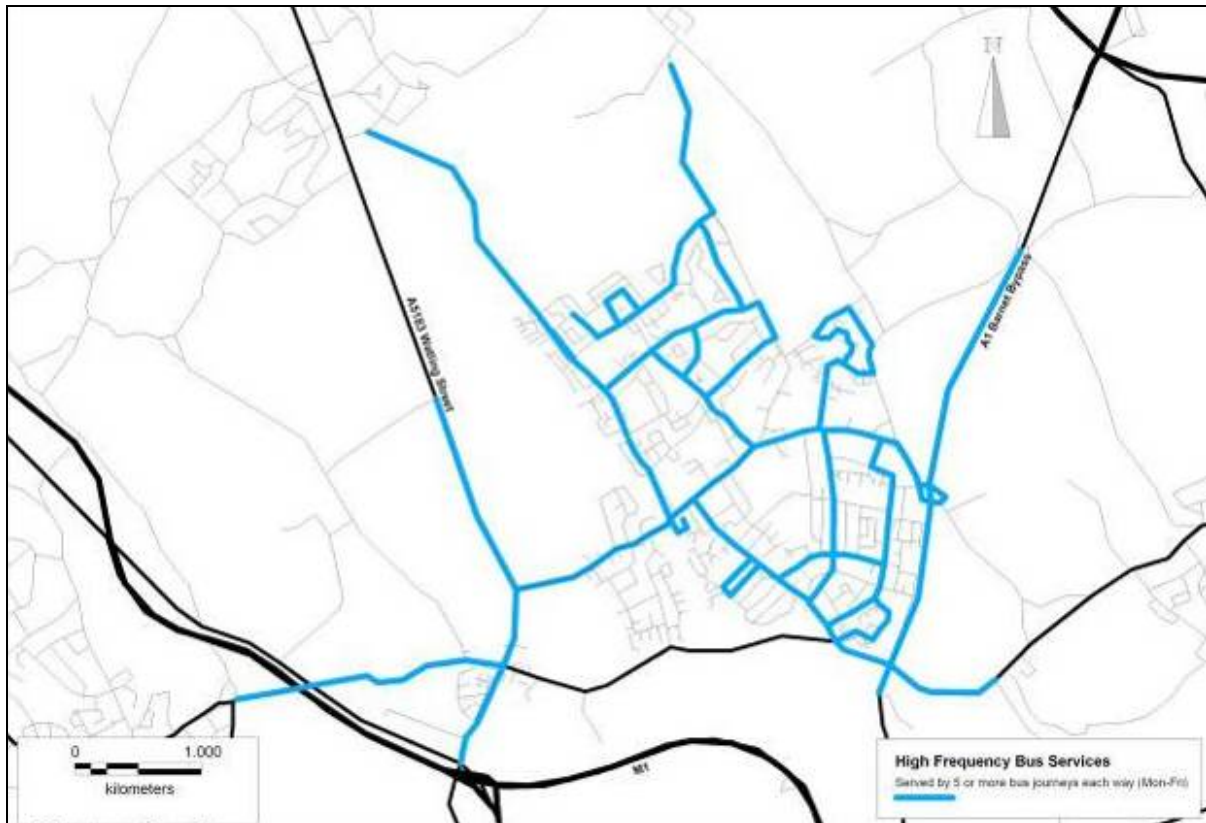 N
A5183 Watling Street
A1 Barnet Bypass
0 1.000
kilometers
M1
High Frequency Bus Services
Served by 5 or more bus journeys each way (Mon-Fri)